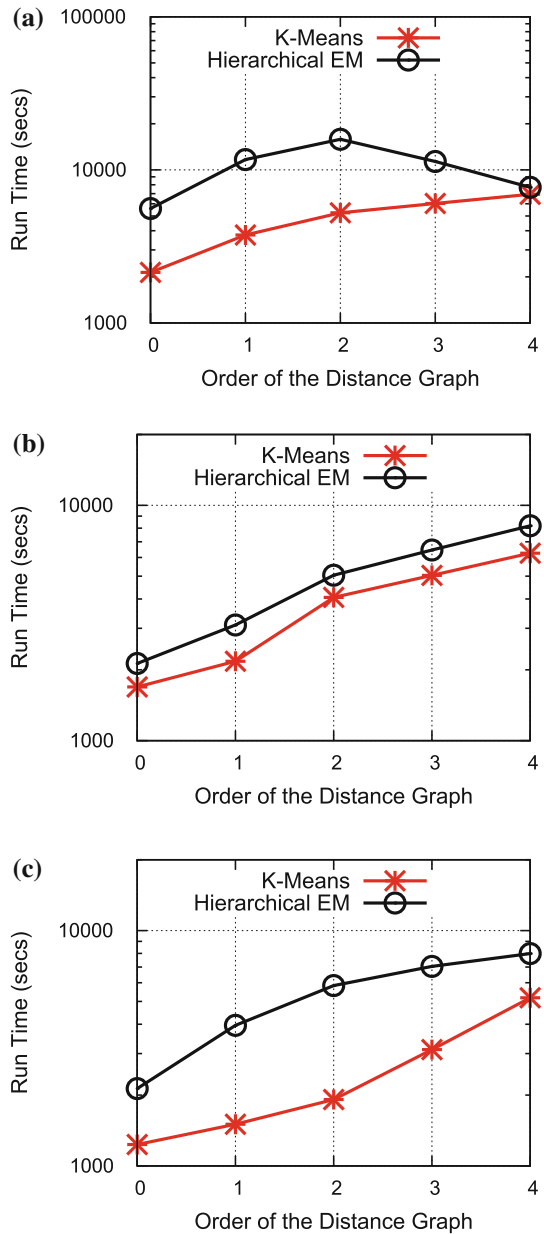 (a)
100000
K-Means
Hierarchical EM
10000
1000
Run Time (secs)
0 1 2 3 4
Order of the Distance Graph
(b)
K-Means
Hierarchical EM
10000
1000
Run Time (secs)
0 1 2 3 4
Order of the Distance Graph
(c)
K-Means
Hierarchical EM
10000
1000
Run Time (secs)
0 1 2 3 4
Order of the Distance Graph